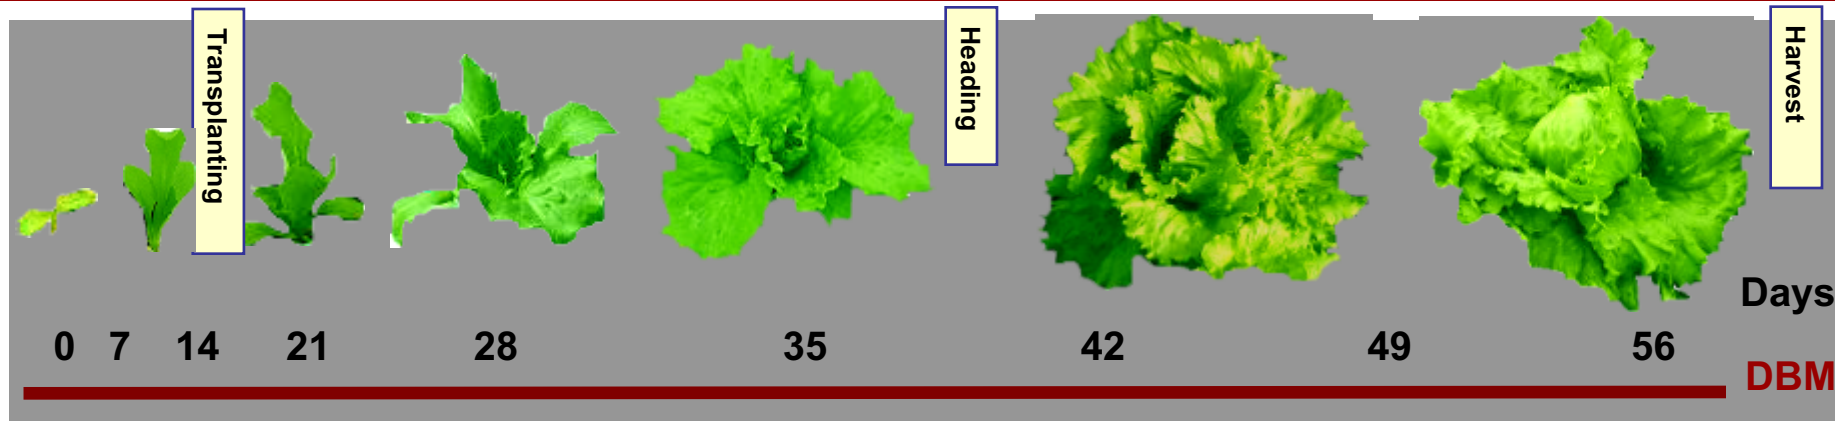 Transplanting
Heading
Harvest
Days
0 7 14 21 28 35 42 49 56
DBM